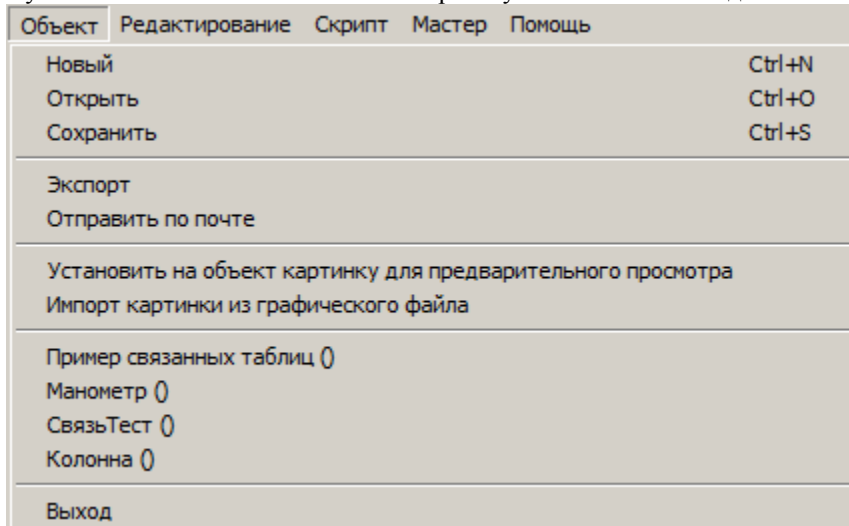 Объект Редактирование Скрипт Мастер Помощь
Новый Ctrl+N
Открыть Ctrl+O
Сохранить Ctrl+S
Экспорт
Отправить по почте
Установить на объект картинку для предварительного просмотра
Импорт картинки из графического файла
Пример связанных таблиц ()
Манометр ()
СвязьТест ()
Колонна ()
Выход